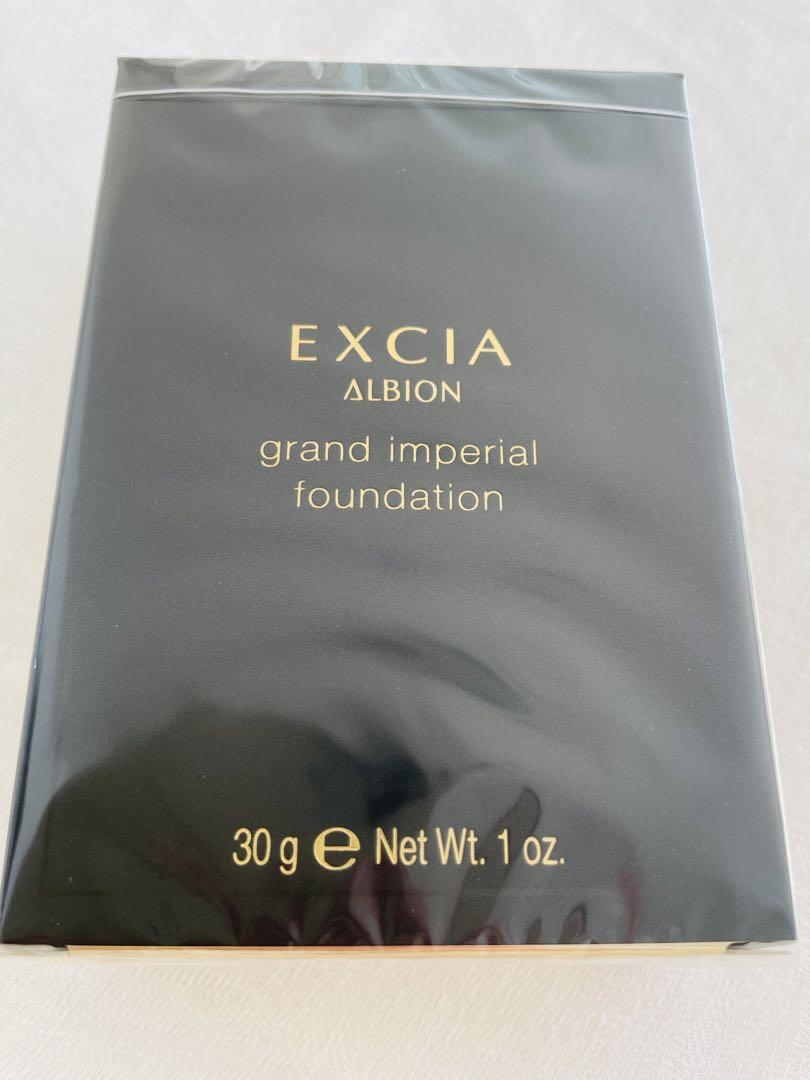 EXCIA
ALBION
grand imperial
foundation
30 g ℮ Net Wt. 1 oz.